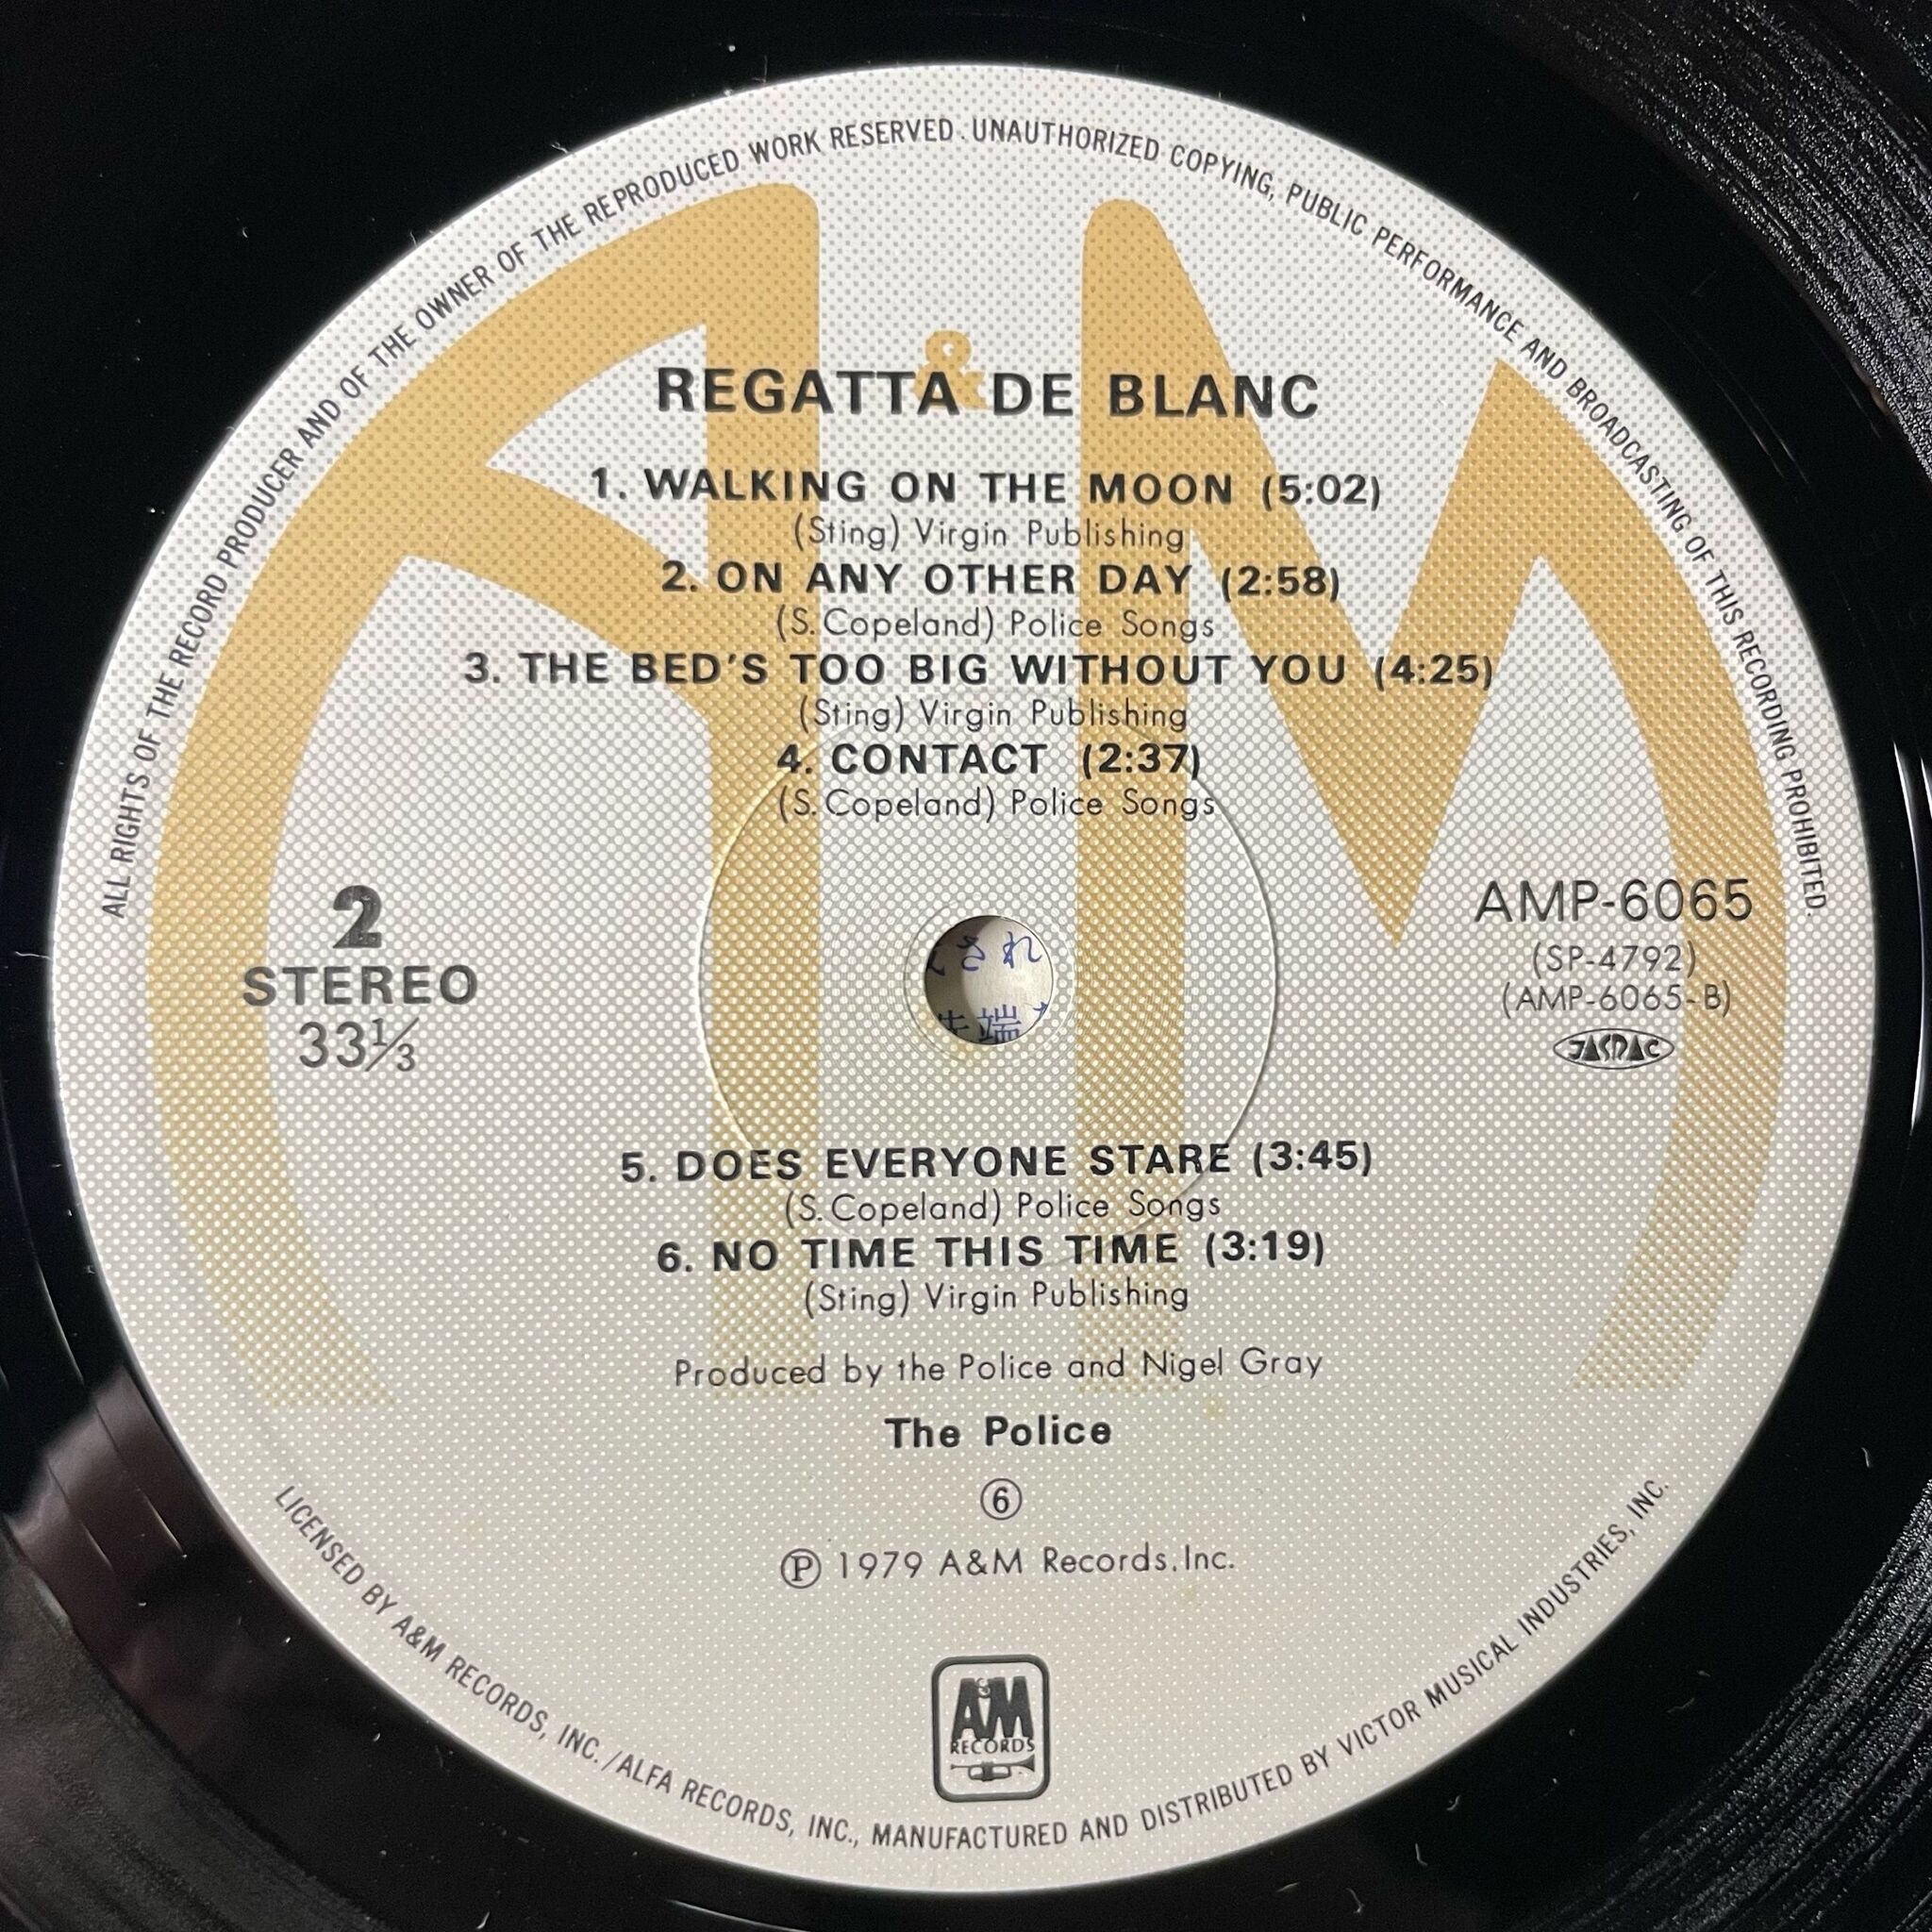 ALL RIGHTS OF THE RECORD PRODUCER AND OF THE OWNER OF THE REPRODUCED WORK RESERVED. UNAUTHORIZED COPYING, PUBLIC PERFORMANCE AND BROADCASTING OF THIS RECORDING PROHIBITED.
&
REGATTA DE BLANC
1. WALKING ON THE MOON (5:02)
(Sting) Virgin Publishing
2. ON ANY OTHER DAY (2:58)
(S. Copeland) Police Songs
3. THE BED'S TOO BIG WITHOUT YOU (4:25)
(Sting) Virgin Publishing
4. CONTACT (2:37)
(S. Copeland) Police Songs
2
STEREO
33⅓
AMP-6065
(SP-4792)
(AMP-6065-B)
JASRAC
され
端
5. DOES EVERYONE STARE (3:45)
(S. Copeland) Police Songs
6. NO TIME THIS TIME (3:19)
(Sting) Virgin Publishing
Produced by the Police and Nigel Gray
The Police
⑥
Ⓟ 1979 A&M Records, Inc.
A&M
RECORDS
LICENSED BY A&M RECORDS, INC. / ALFA RECORDS, INC., MANUFACTURED AND DISTRIBUTED BY VICTOR MUSICAL INDUSTRIES, INC.